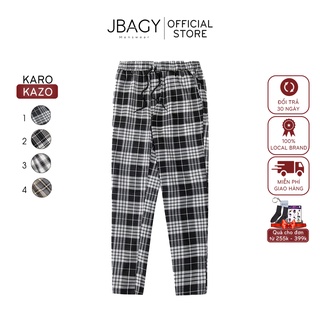 JBAGY
Menswear
OFFICIAL
STORE
KARO
KAZO
1
2
3
4
ĐỔI TRẢ
30 NGÀY
100%
LOCAL BRAND
MIỄN PHÍ
GIAO HÀNG
Quà cho đơn
từ 255k - 399k